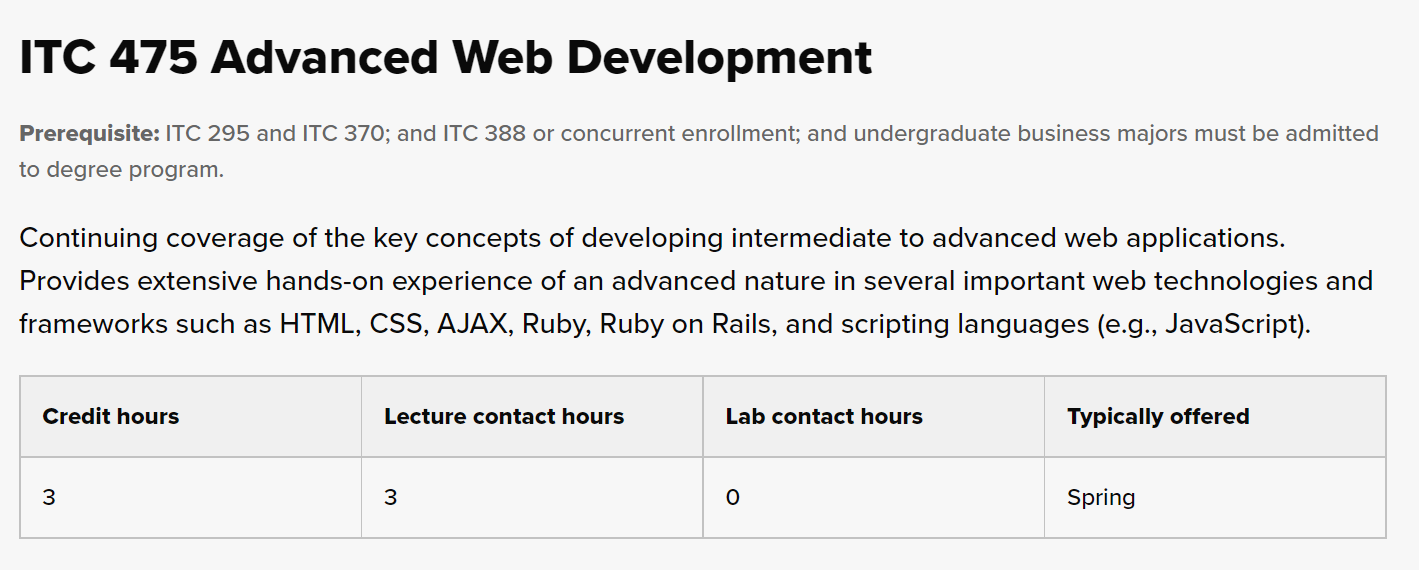 ITC 475 Advanced Web Development
Prerequisite: ITC 295 and ITC 370; and ITC 388 or concurrent enrollment; and undergraduate business majors must be admitted
to degree program.
Continuing coverage of the key concepts of developing intermediate to advanced web applications.
Provides extensive hands-on experience of an advanced nature in several important web technologies and
frameworks such as HTML, CSS, AJAX, Ruby, Ruby on Rails, and scripting languages (e.g., JavaScript).
Credit hours Lecture contact hours Lab contact hours Typically offered
3 3 0 Spring